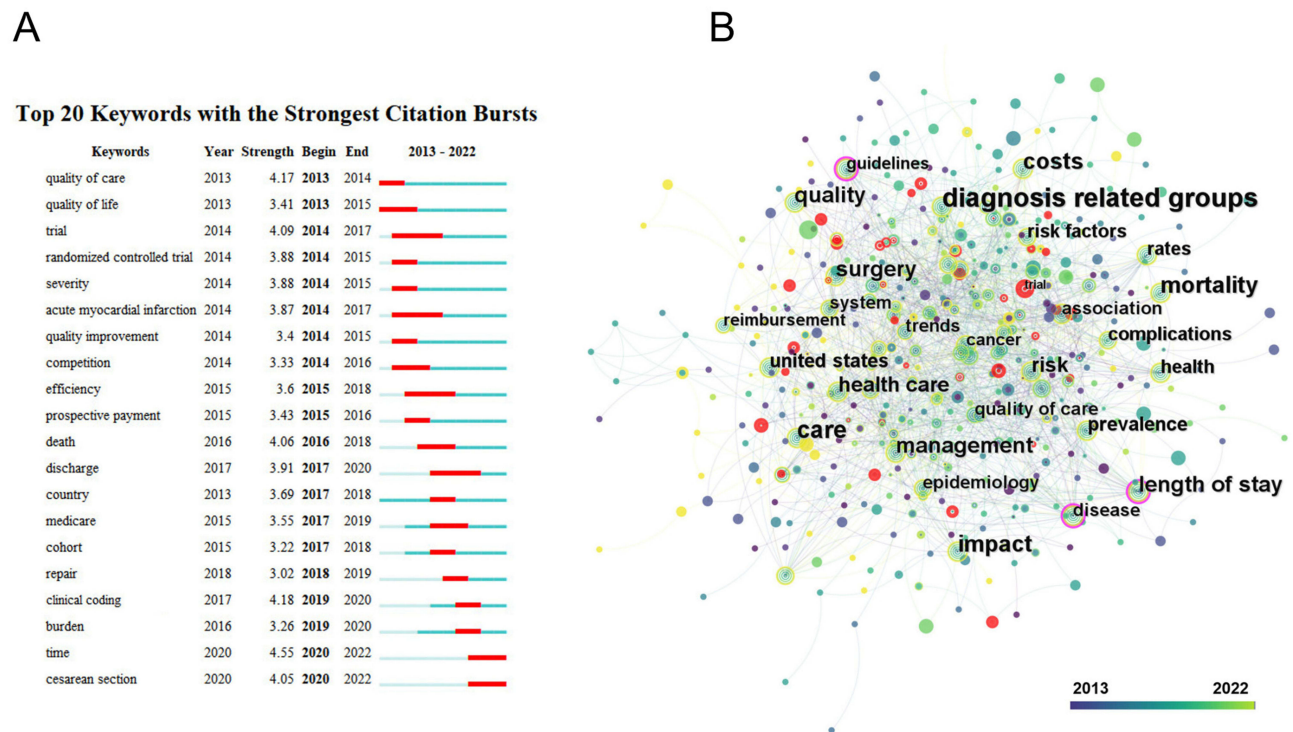 A
Top 20 Keywords with the Strongest Citation Bursts
Keywords Year Strength Begin End 2013 - 2022
quality of care 2013 4.17 2013 2014
quality of life 2013 3.41 2013 2015
trial 2014 4.09 2014 2017
randomized controlled trial 2014 3.88 2014 2015
severity 2014 3.88 2014 2015
acute myocardial infarction 2014 3.87 2014 2017
quality improvement 2014 3.4 2014 2015
competition 2014 3.33 2014 2016
efficiency 2015 3.6 2015 2018
prospective payment 2015 3.43 2015 2016
death 2016 4.06 2016 2018
discharge 2017 3.91 2017 2020
country 2013 3.69 2017 2018
medicare 2015 3.55 2017 2019
cohort 2015 3.22 2017 2018
repair 2018 3.02 2018 2019
clinical coding 2017 4.18 2019 2020
burden 2016 3.26 2019 2020
time 2020 4.55 2020 2022
cesarean section 2020 4.05 2020 2022
B
guidelines
costs
quality
diagnosis related groups
risk factors
rates
surgery
trial
mortality
system
association
reimbursement
trends
complications
cancer
united states
risk
health
health care
quality of care
prevalence
care
management
epidemiology
length of stay
disease
impact
2013 2022